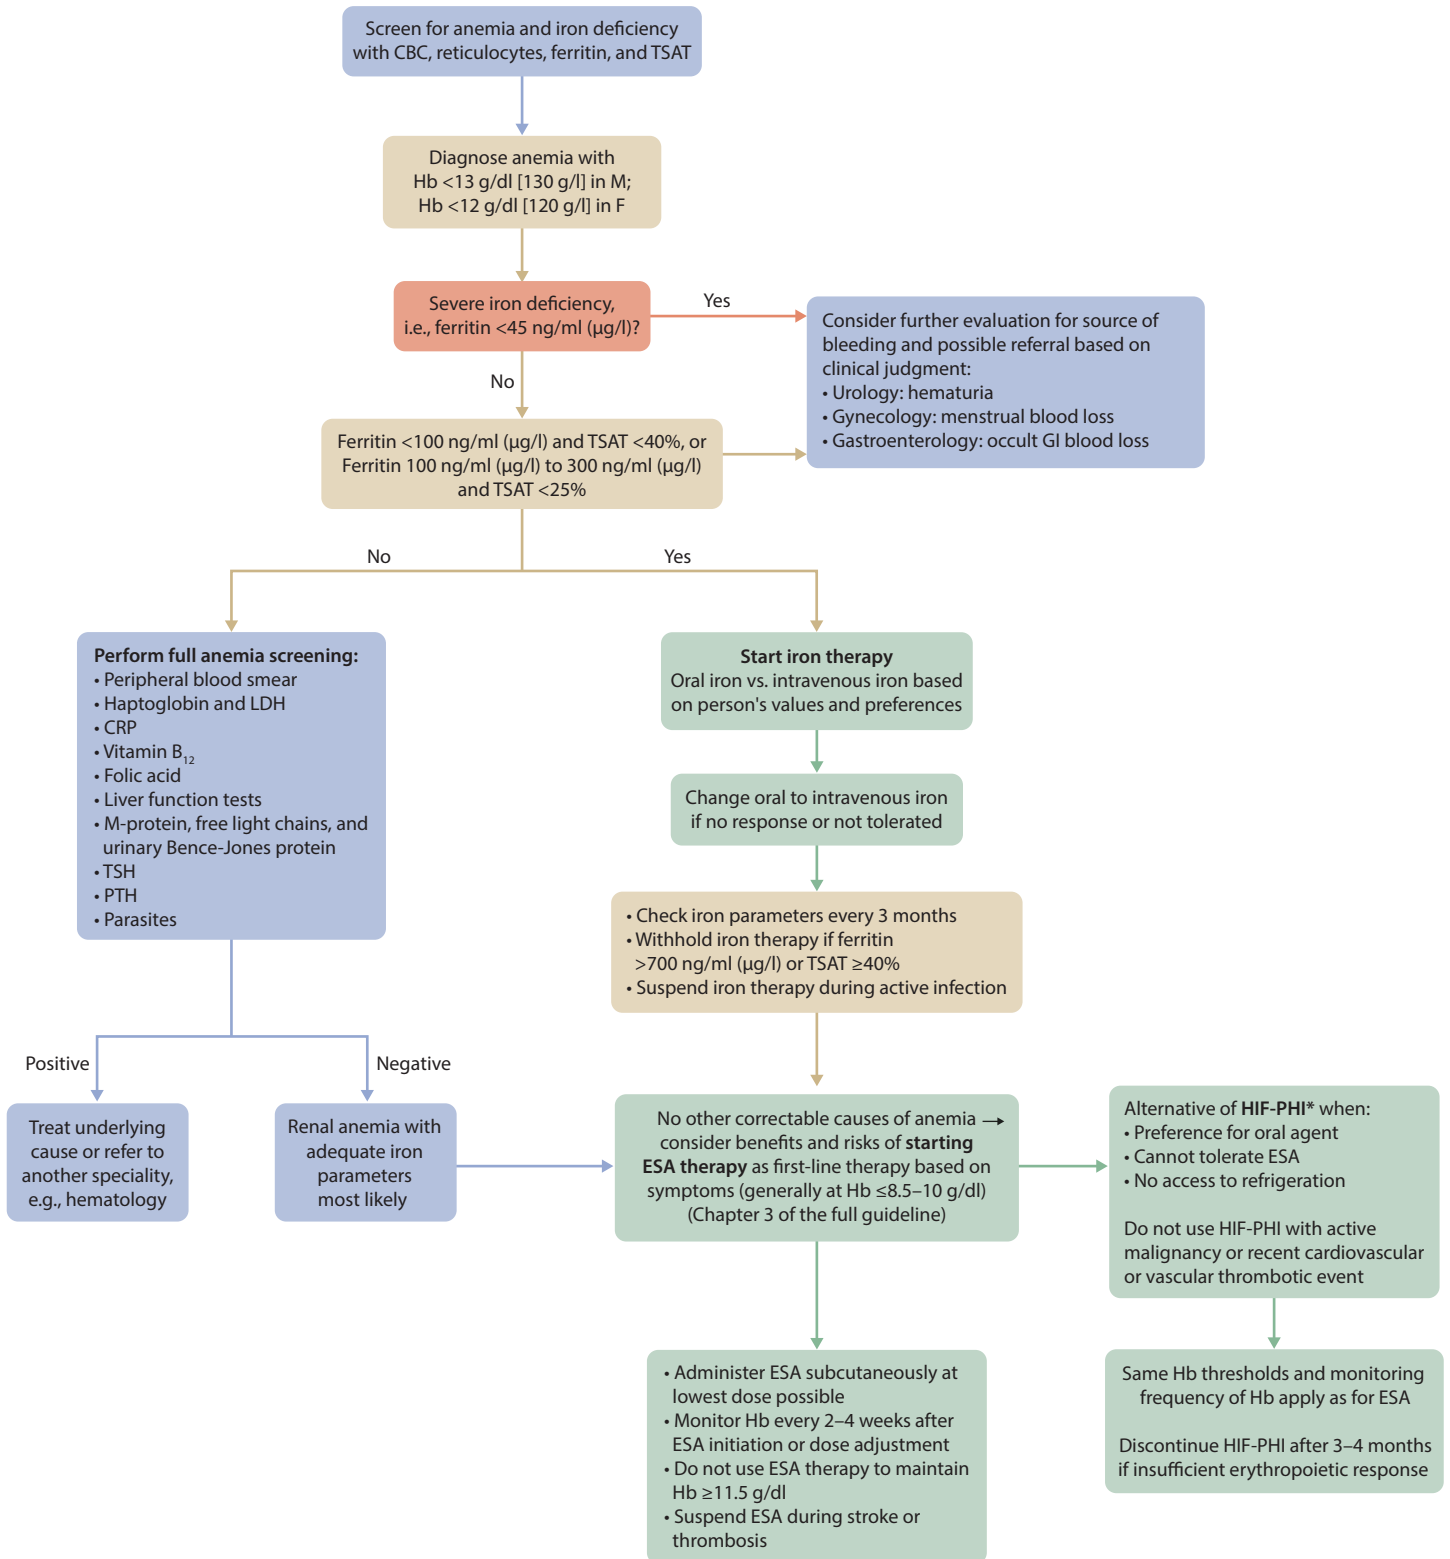 Screen for anemia and iron deficiency
with CBC, reticulocytes, ferritin, and TSAT
Diagnose anemia with
Hb <13 g/dl [130 g/l] in M;
Hb <12 g/dl [120 g/l] in F
Severe iron deficiency,
i.e., ferritin <45 ng/ml (μg/l)?
Yes
Consider further evaluation for source of
bleeding and possible referral based on
clinical judgment:
• Urology: hematuria
• Gynecology: menstrual blood loss
• Gastroenterology: occult GI blood loss
No
Ferritin <100 ng/ml (μg/l) and TSAT <40%, or
Ferritin 100 ng/ml (μg/l) to 300 ng/ml (μg/l)
and TSAT <25%
No
Yes
Perform full anemia screening:
• Peripheral blood smear
• Haptoglobin and LDH
• CRP
• Vitamin B12
• Folic acid
• Liver function tests
• M-protein, free light chains, and
urinary Bence-Jones protein
• TSH
• PTH
• Parasites
Start iron therapy
Oral iron vs. intravenous iron based
on person's values and preferences
Change oral to intravenous iron
if no response or not tolerated
• Check iron parameters every 3 months
• Withhold iron therapy if ferritin
>700 ng/ml (μg/l) or TSAT ≥40%
• Suspend iron therapy during active infection
Positive
Negative
Treat underlying
cause or refer to
another speciality,
e.g., hematology
Renal anemia with
adequate iron
parameters
most likely
No other correctable causes of anemia →
consider benefits and risks of starting
ESA therapy as first-line therapy based on
symptoms (generally at Hb ≤8.5–10 g/dl)
(Chapter 3 of the full guideline)
Alternative of HIF-PHI* when:
• Preference for oral agent
• Cannot tolerate ESA
• No access to refrigeration
Do not use HIF-PHI with active
malignancy or recent cardiovascular
or vascular thrombotic event
• Administer ESA subcutaneously at
lowest dose possible
• Monitor Hb every 2–4 weeks after
ESA initiation or dose adjustment
• Do not use ESA therapy to maintain
Hb ≥11.5 g/dl
• Suspend ESA during stroke or
thrombosis
Same Hb thresholds and monitoring
frequency of Hb apply as for ESA
Discontinue HIF-PHI after 3–4 months
if insufficient erythropoietic response